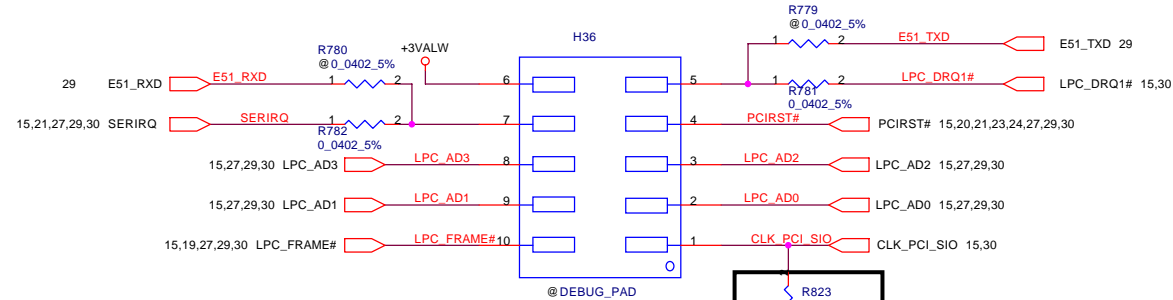 R779
@ 0_0402_5%
H36
1 2 E51_TXD E51_TXD 29
R780
@ 0_0402_5%
+3VALW
29 E51_RXD E51_RXD 1 2
6 5
1 2 LPC_DRQ1# LPC_DRQ1# 15,30
R781
0_0402_5%
15,21,27,29,30 SERIRQ SERIRQ 1 2
7 4 PCIRST# PCIRST# 15,20,21,23,24,27,29,30
R782
0_0402_5%
15,27,29,30 LPC_AD3 LPC_AD3 8 3 LPC_AD2 LPC_AD2 15,27,29,30
15,27,29,30 LPC_AD1 LPC_AD1 9 2 LPC_AD0 LPC_AD0 15,27,29,30
15,19,27,29,30 LPC_FRAME# LPC_FRAME# 10 1 CLK_PCI_SIO CLK_PCI_SIO 15,30
@ DEBUG_PAD
R823